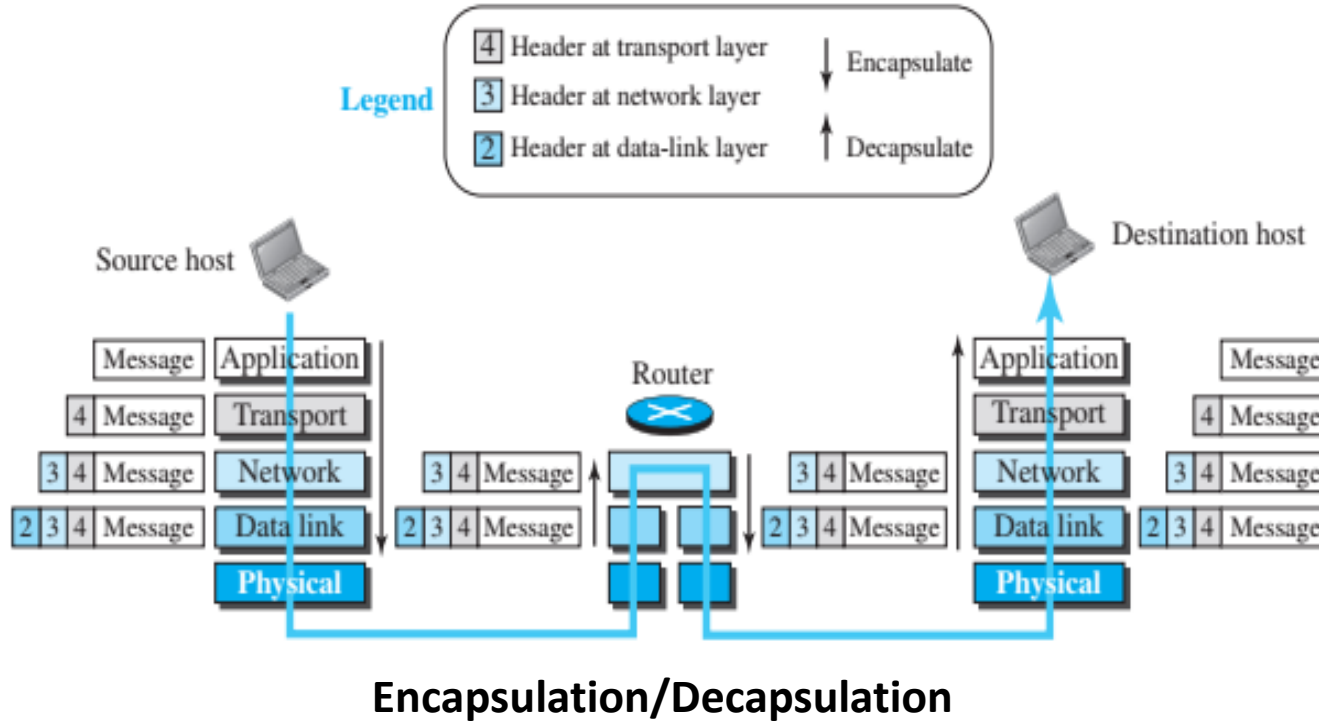 Legend
4 Header at transport layer
3 Header at network layer
2 Header at data-link layer
Encapsulate
Decapsulate
Source host
Destination host
Message Application
4 Message Transport
3 4 Message Network
2 3 4 Message Data link
Physical
Router
3 4 Message
2 3 4 Message
3 4 Message
2 3 4 Message
Application Message
Transport 4 Message
Network 3 4 Message
Data link 2 3 4 Message
Physical
Encapsulation/Decapsulation